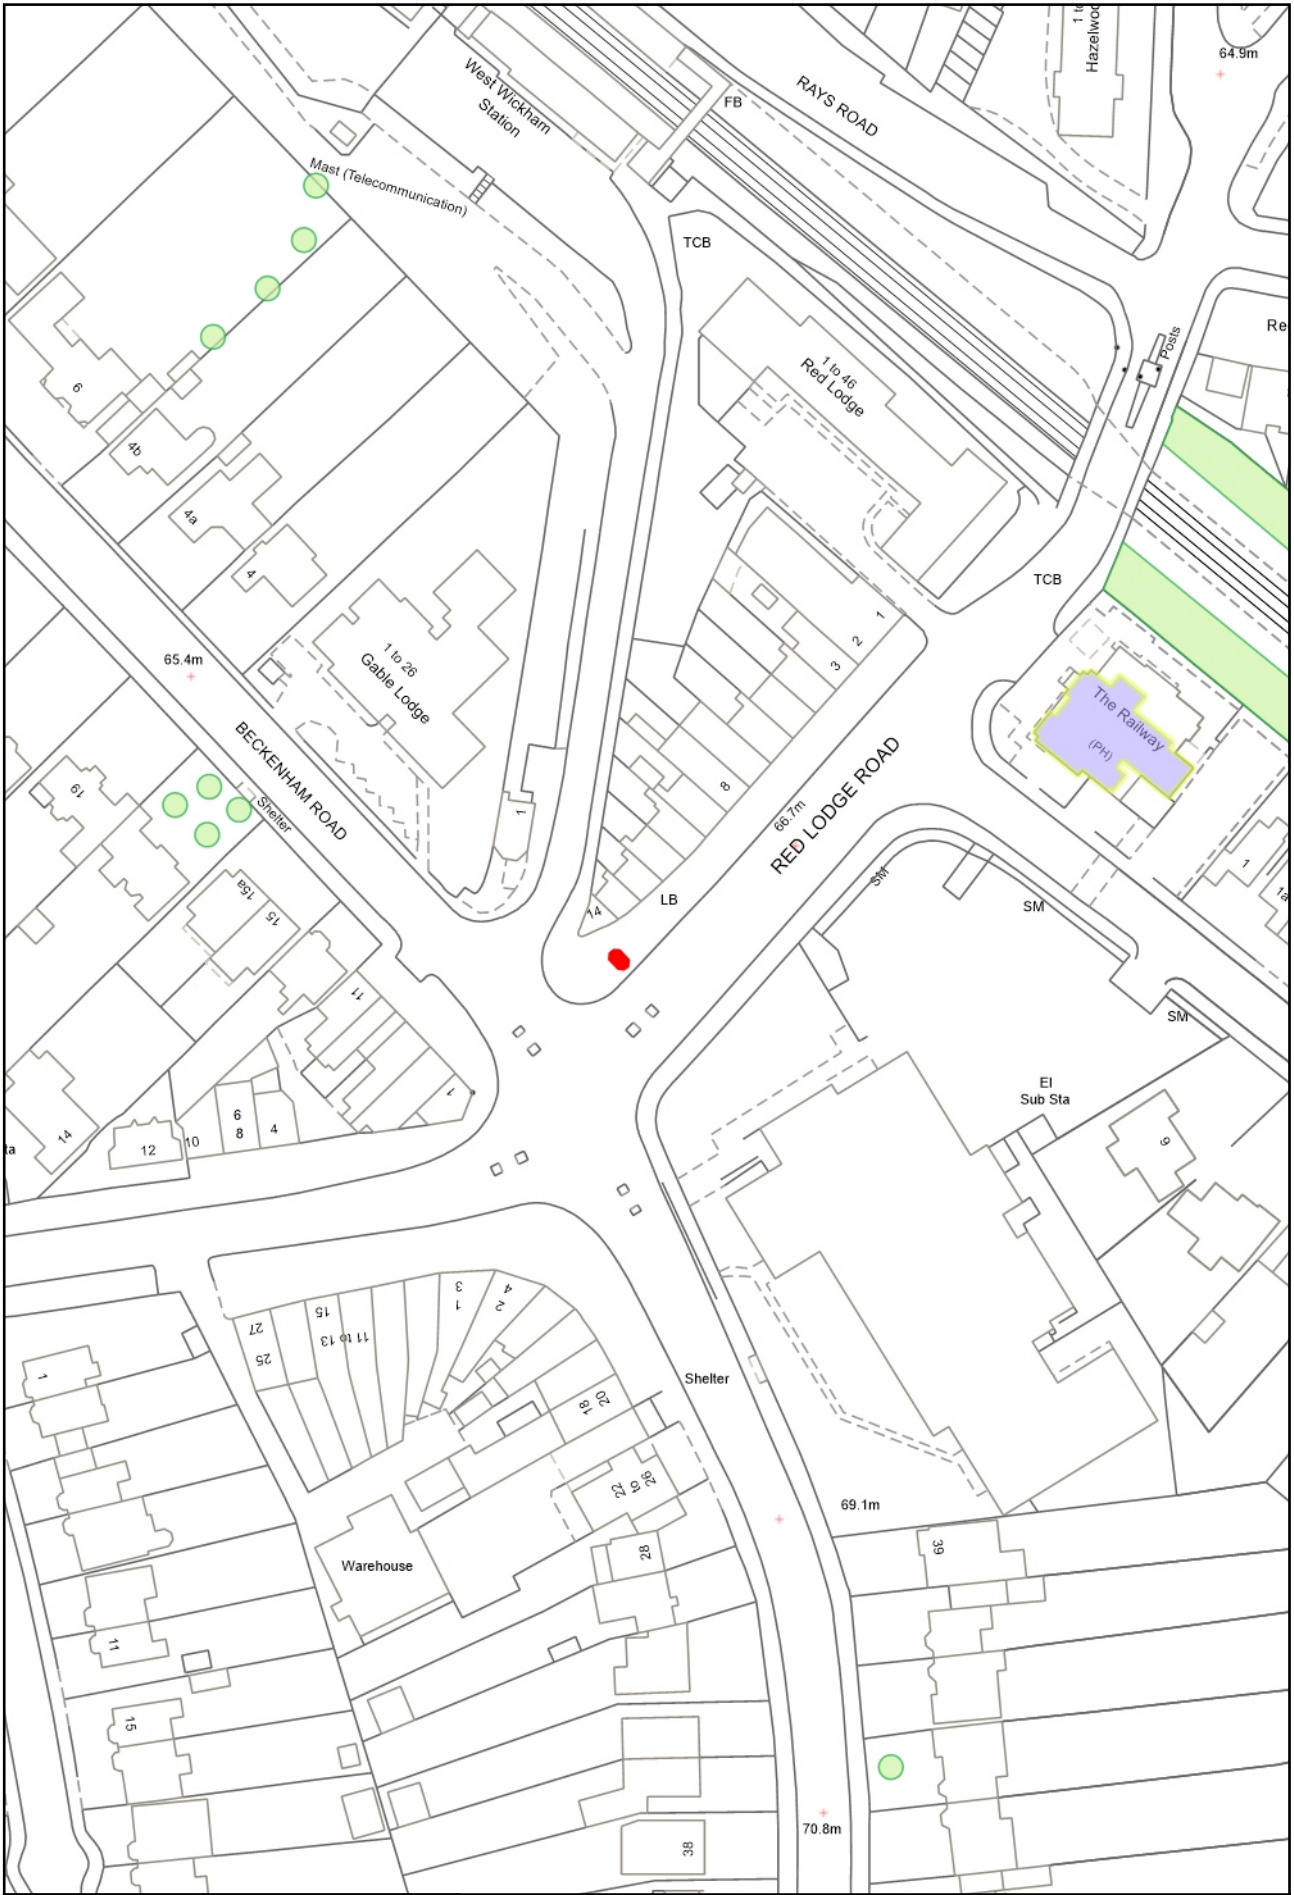 1 to
Hazelwoo
64.9m
West Wickham
Station
FB
RAYS ROAD
Mast (Telecommunication)
TCB
Posts
Re
1 to 46
Red Lodge
6
4b
4a
4
TCB
1
2
3
65.4m
1 to 26
Gable Lodge
The Railway
(PH)
BECKENHAM ROAD
19
Shelter
8
66.7m
RED LODGE ROAD
1
1
1a
SM
15a
15
LB
14
SM
11
SM
1
El
Sub Sta
6
8
4
10
12
14
ta
9
3
1
4
2
15
11 to 13
27
25
1
Shelter
20
18
26
to
22
69.1m
Warehouse
28
39
11
15
70.8m
38